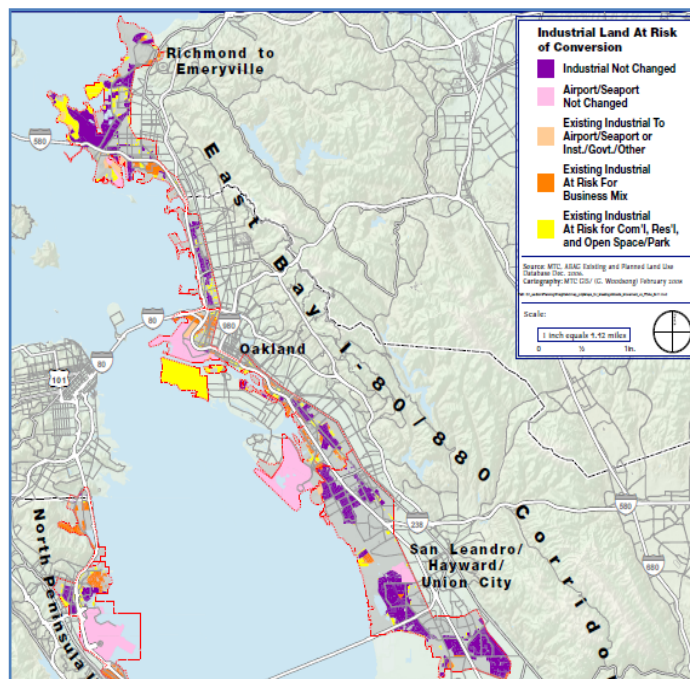 Industrial Land At Risk
of Conversion
Industrial Not Changed
Airport/Seaport
Not Changed
Existing Industrial To
Airport/Seaport or
Inst./Govt./Other
Existing Industrial
At Risk For
Business Mix
Existing Industrial
At Risk for Com'l, Res'l,
and Open Space/Park
Source: MTC, ABAG Existing and Planned Land Use
Database Dec. 2006.
Cartography: MTC GIS/
February 2008
Scale:
1 inch equals 4.42 miles
0 ½ 1in.
Richmond to
Emeryville
580
East Bay I-80/880 Corridor
80
980
Oakland
80
101
238
580
680
San Leandro/
Hayward/
Union City
North Peninsula